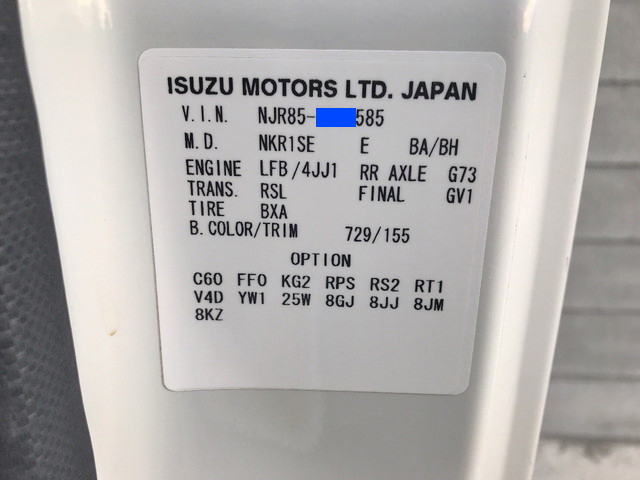 ISUZU MOTORS LTD. JAPAN
V.I.N. NJR85- 585
M.D. NKR1SE E BA/BH
ENGINE LFB/4JJ1 RR AXLE G73
TRANS. RSL FINAL GV1
TIRE BXA
B.COLOR/TRIM 729/155
OPTION
C60 FF0 KG2 RPS RS2 RT1
V4D YW1 25W 8GJ 8JJ 8JM
8KZ